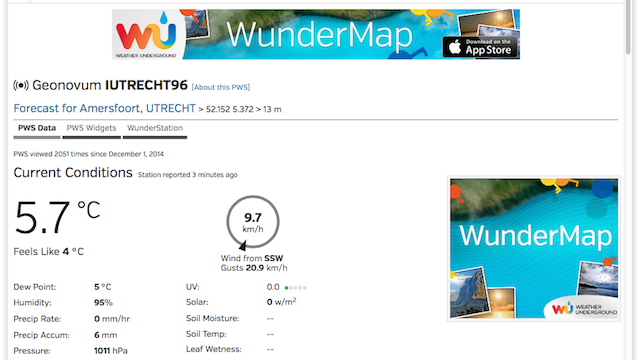 WU WEATHER UNDERGROUND
WunderMap
Download on the
App Store
Geonovum IUTRECHT96 [About this PWS]
Forecast for Amersfoort, UTRECHT > 52.152 5.372 > 13 m
PWS Data PWS Widgets WunderStation
PWS viewed 2051 times since December 1, 2014
Current Conditions Station reported 3 minutes ago
5.7 °C
Feels Like 4 °C
9.7
km/h
Wind from SSW
Gusts 20.9 km/h
Dew Point: 5 °C
Humidity: 95%
Precip Rate: 0 mm/hr
Precip Accum: 6 mm
Pressure: 1011 hPa
UV: 0.0
Solar: 0 w/m²
Soil Moisture: --
Soil Temp: --
Leaf Wetness: --
WunderMap
WU WEATHER UNDERGROUND